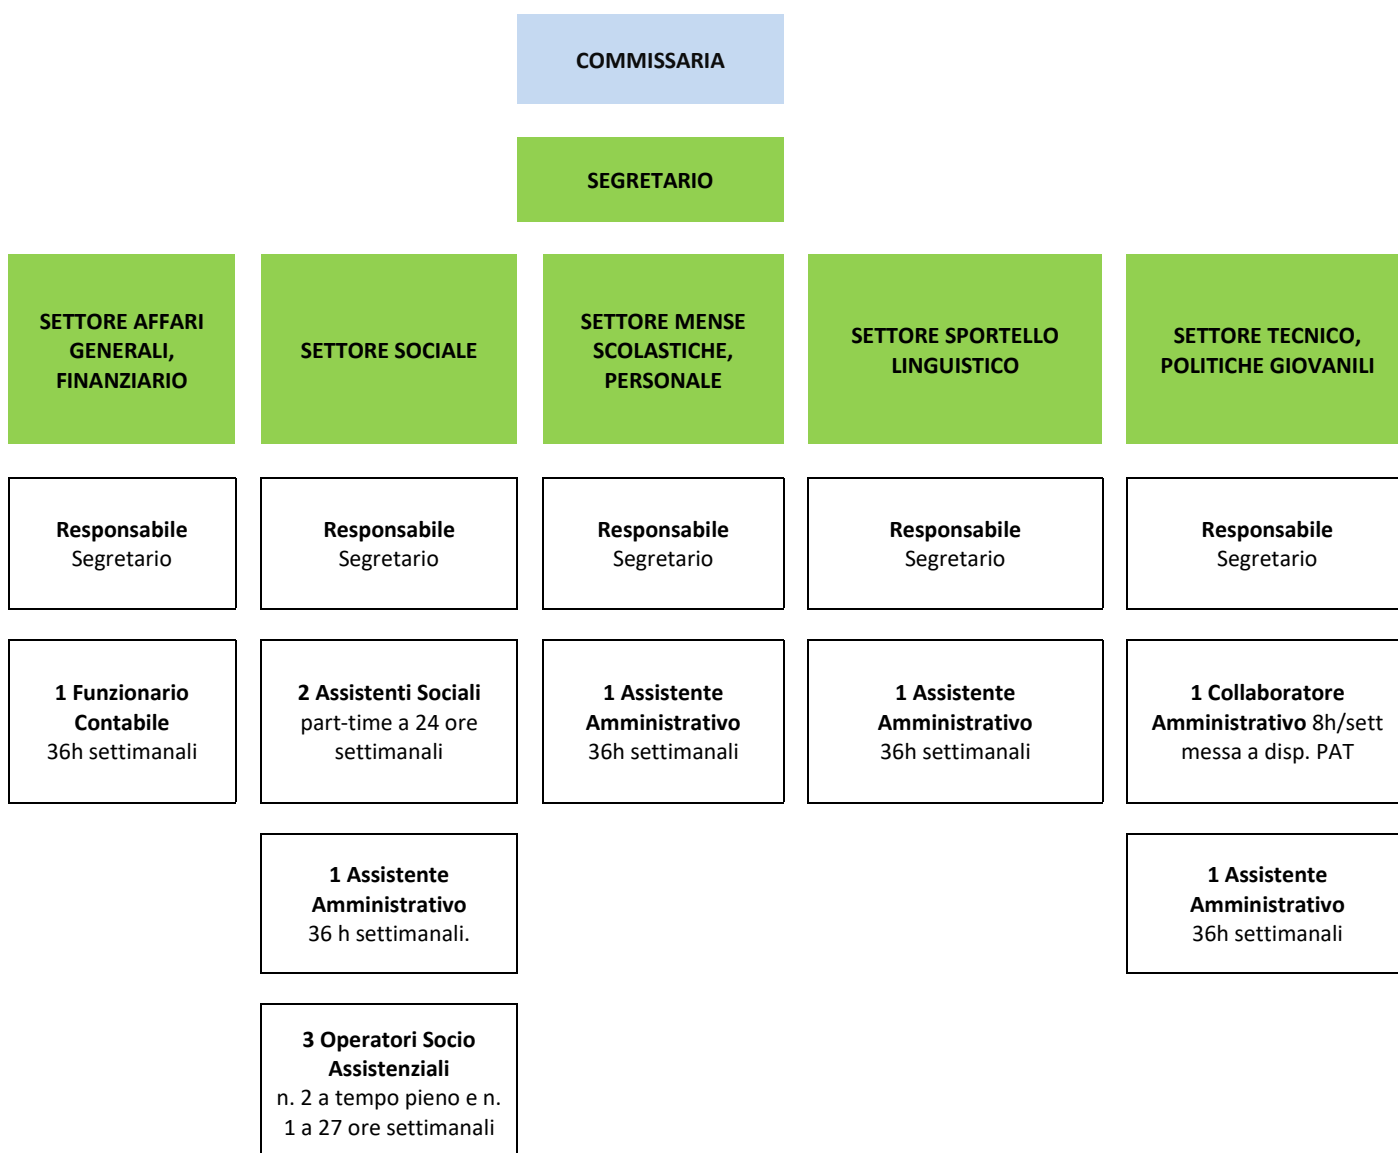 COMMISSARIA
SEGRETARIO
SETTORE AFFARI
GENERALI,
FINANZIARIO
SETTORE SOCIALE
SETTORE MENSE
SCOLASTICHE,
PERSONALE
SETTORE SPORTELLO
LINGUISTICO
SETTORE TECNICO,
POLITICHE GIOVANILI
Responsabile
Segretario
Responsabile
Segretario
Responsabile
Segretario
Responsabile
Segretario
Responsabile
Segretario
1 Funzionario
Contabile
36h settimanali
2 Assistenti Sociali
part-time a 24 ore
settimanali
1 Assistente
Amministrativo
36h settimanali
1 Assistente
Amministrativo
36h settimanali
1 Collaboratore
Amministrativo 8h/sett
messa a disp. PAT
1 Assistente
Amministrativo
36 h settimanali.
1 Assistente
Amministrativo
36h settimanali
3 Operatori Socio
Assistenziali
n. 2 a tempo pieno e n.
1 a 27 ore settimanali